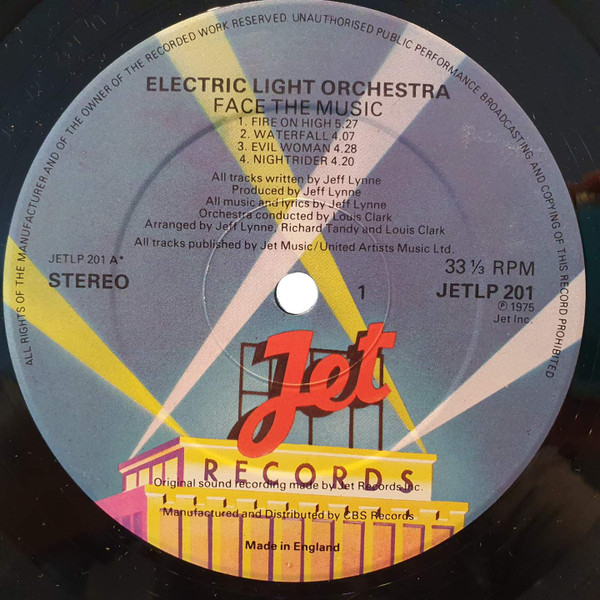 ALL RIGHTS OF THE MANUFACTURER AND OF THE OWNER OF THE RECORDED WORK RESERVED. UNAUTHORISED PUBLIC PERFORMANCE BROADCASTING AND COPYING OF THIS RECORD PROHIBITED
ELECTRIC LIGHT ORCHESTRA
FACE THE MUSIC
1. FIRE ON HIGH 5.27
2. WATERFALL 4.07
3. EVIL WOMAN 4.28
4. NIGHTRIDER 4.20
All tracks written by Jeff Lynne
Produced by Jeff Lynne
All music and lyrics by Jeff Lynne
Orchestra conducted by Louis Clark
Arranged by Jeff Lynne, Richard Tandy and Louis Clark
All tracks published by Jet Music/United Artists Music Ltd.
JETLP 201 A*
STEREO
33 ⅓ RPM
1
JETLP 201
℗ 1975
Jet Inc.
Jet
RECORDS
Original sound recording made by Jet Records Inc.
"Manufactured and Distributed by CBS Records
Made in England